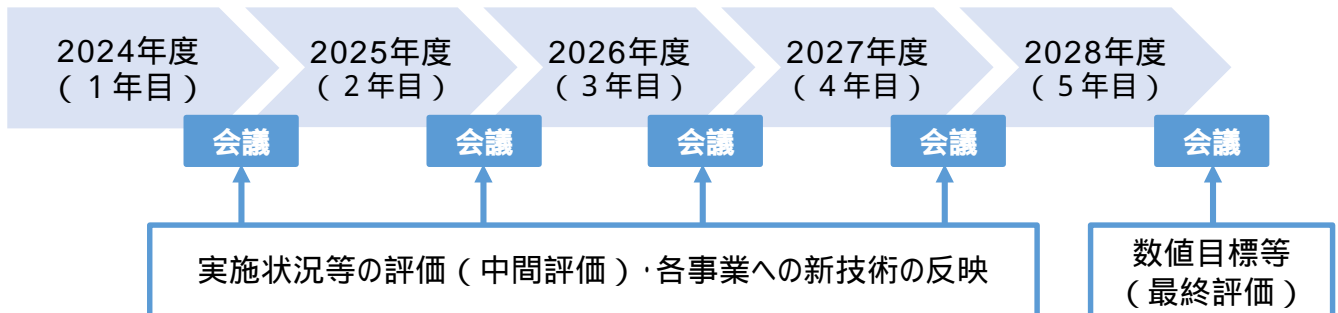 2024年度
（１年目）
2025年度
（２年目）
2026年度
（３年目）
2027年度
（４年目）
2028年度
（５年目）
会議
会議
会議
会議
会議
実施状況等の評価（中間評価）・各事業への新技術の反映
数値目標等
（最終評価）